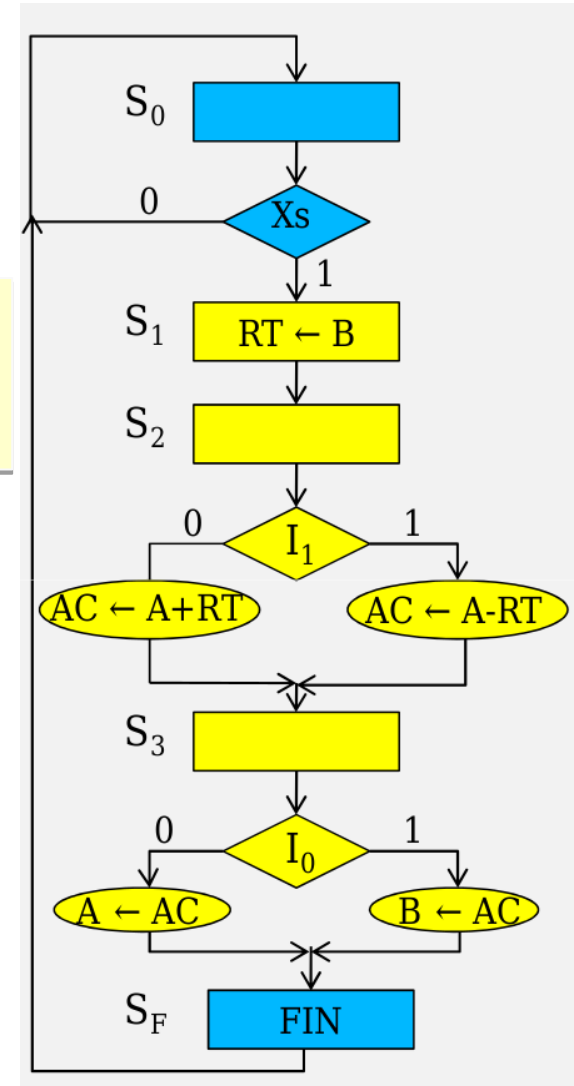 S₀
Xs
0
1
S₁
RT ← B
S₂
I₁
0
1
AC ← A+RT
AC ← A-RT
S₃
I₀
0
1
A ← AC
B ← AC
S_F
FIN